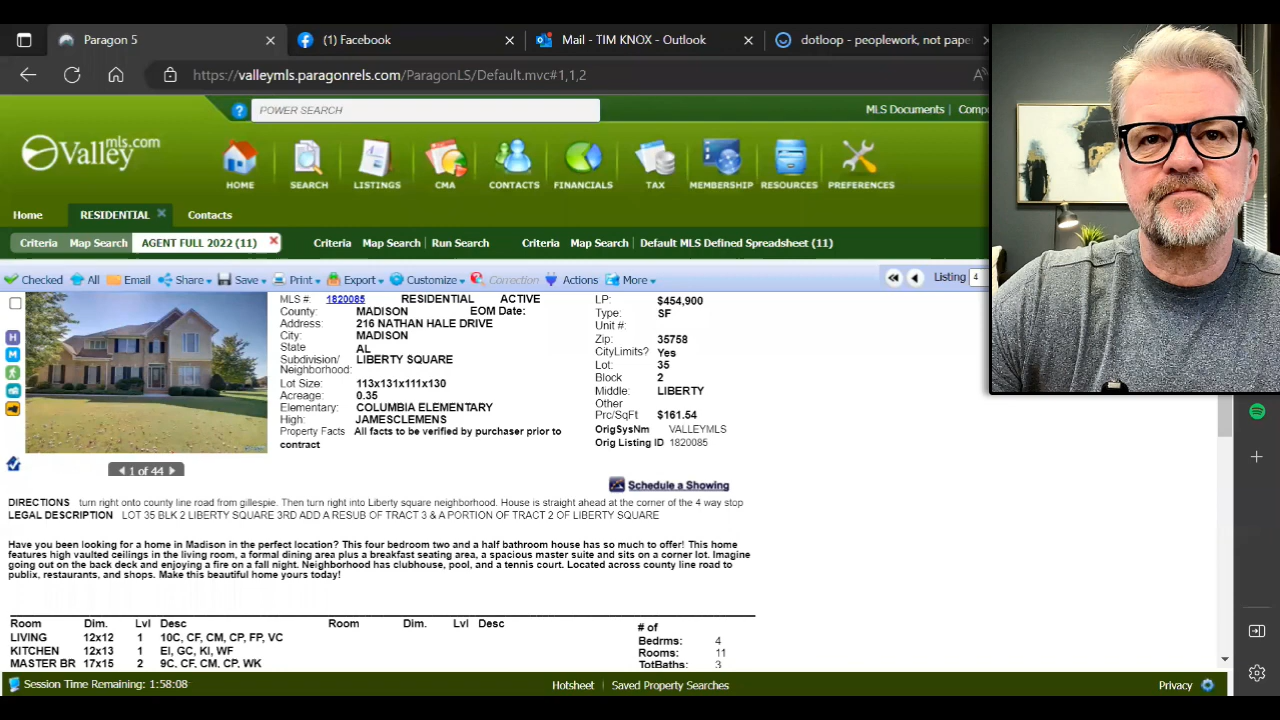 Paragon 5
(1) Facebook
Mail - TIM KNOX - Outlook
dotloop - peoplework, not pape
https://valleymls.paragonrels.com/ParagonLS/Default.mvc#1,1,2
POWER SEARCH
MLS Documents
Comp
Valley mls.com
HOME SEARCH LISTINGS CMA CONTACTS FINANCIALS TAX MEMBERSHIP RESOURCES PREFERENCES
Home RESIDENTIAL Contacts
Criteria Map Search AGENT FULL 2022 (11) Criteria Map Search Run Search Criteria Map Search Default MLS Defined Spreadsheet (11)
Checked All Email Share Save Print Export Customize Correction Actions More Listing 4
MLS #: 1820085 RESIDENTIAL ACTIVE
County: MADISON EOM Date:
Address: 216 NATHAN HALE DRIVE
City: MADISON
State AL
Subdivision/ Neighborhood: LIBERTY SQUARE
Lot Size: 113x131x111x130
Acreage: 0.35
Elementary: COLUMBIA ELEMENTARY
High: JAMESCLEMENS
Property Facts All facts to be verified by purchaser prior to
contract
LP: $454,900
Type: SF
Unit #:
Zip: 35758
CityLimits? Yes
Lot: 35
Block 2
Middle: LIBERTY
Other
Prc/SqFt $161.54
OrigSysNm VALLEYMLS
Orig Listing ID 1820085
H
M
1 of 44
Schedule a Showing
DIRECTIONS turn right onto county line road from gillespie. Then turn right into Liberty square neighborhood. House is straight ahead at the corner of the 4 way stop
LEGAL DESCRIPTION LOT 35 BLK 2 LIBERTY SQUARE 3RD ADD A RESUB OF TRACT 3 & A PORTION OF TRACT 2 OF LIBERTY SQUARE
Have you been looking for a home in Madison in the perfect location? This four bedroom two and a half bathroom house has so much to offer! This home
features high vaulted ceilings in the living room, a formal dining area plus a breakfast seating area, a spacious master suite and sits on a corner lot. Imagine
going out on the back deck and enjoying a fire on a fall night. Neighborhood has clubhouse, pool, and a tennis court. Located across county line road to
publix, restaurants, and shops. Make this beautiful home yours today!
Room Dim. Lvl Desc Room Dim. Lvl Desc
LIVING 12x12 1 10C, CF, CM, CP, FP, VC
KITCHEN 12x13 1 EI, GC, KI, WF
MASTER BR 17x15 2 9C, CF, CM, CP, WK
# of
Bedrms: 4
Rooms: 11
TotBaths: 3
Session Time Remaining: 1:58:08
Hotsheet Saved Property Searches
Privacy